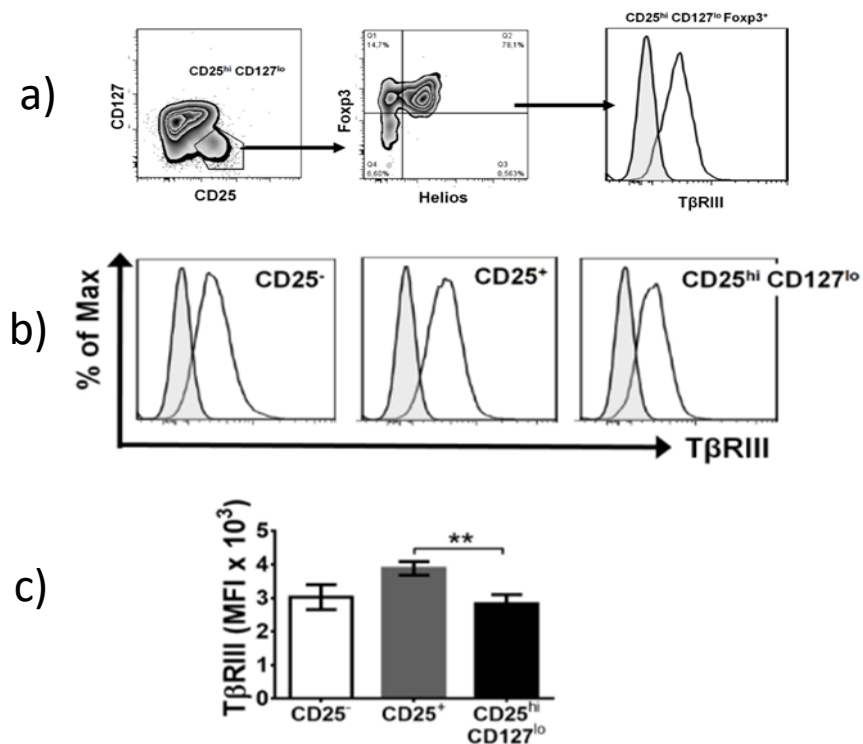 a)
CD127
CD25ʰⁱ CD127ˡᵒ
CD25
Foxp3
Q1
14,7%
Q2
78,1%
Q4
6,60%
Q3
0,563%
Helios
CD25ʰⁱ CD127ˡᵒ Foxp3⁺
TβRIII
b)
% of Max
CD25⁻
CD25⁺
CD25ʰⁱ CD127ˡᵒ
TβRIII
c)
TβRIII (MFI x 10³)
5
4
3
2
1
0
**
CD25⁻
CD25⁺
CD25ʰⁱ
CD127ˡᵒ